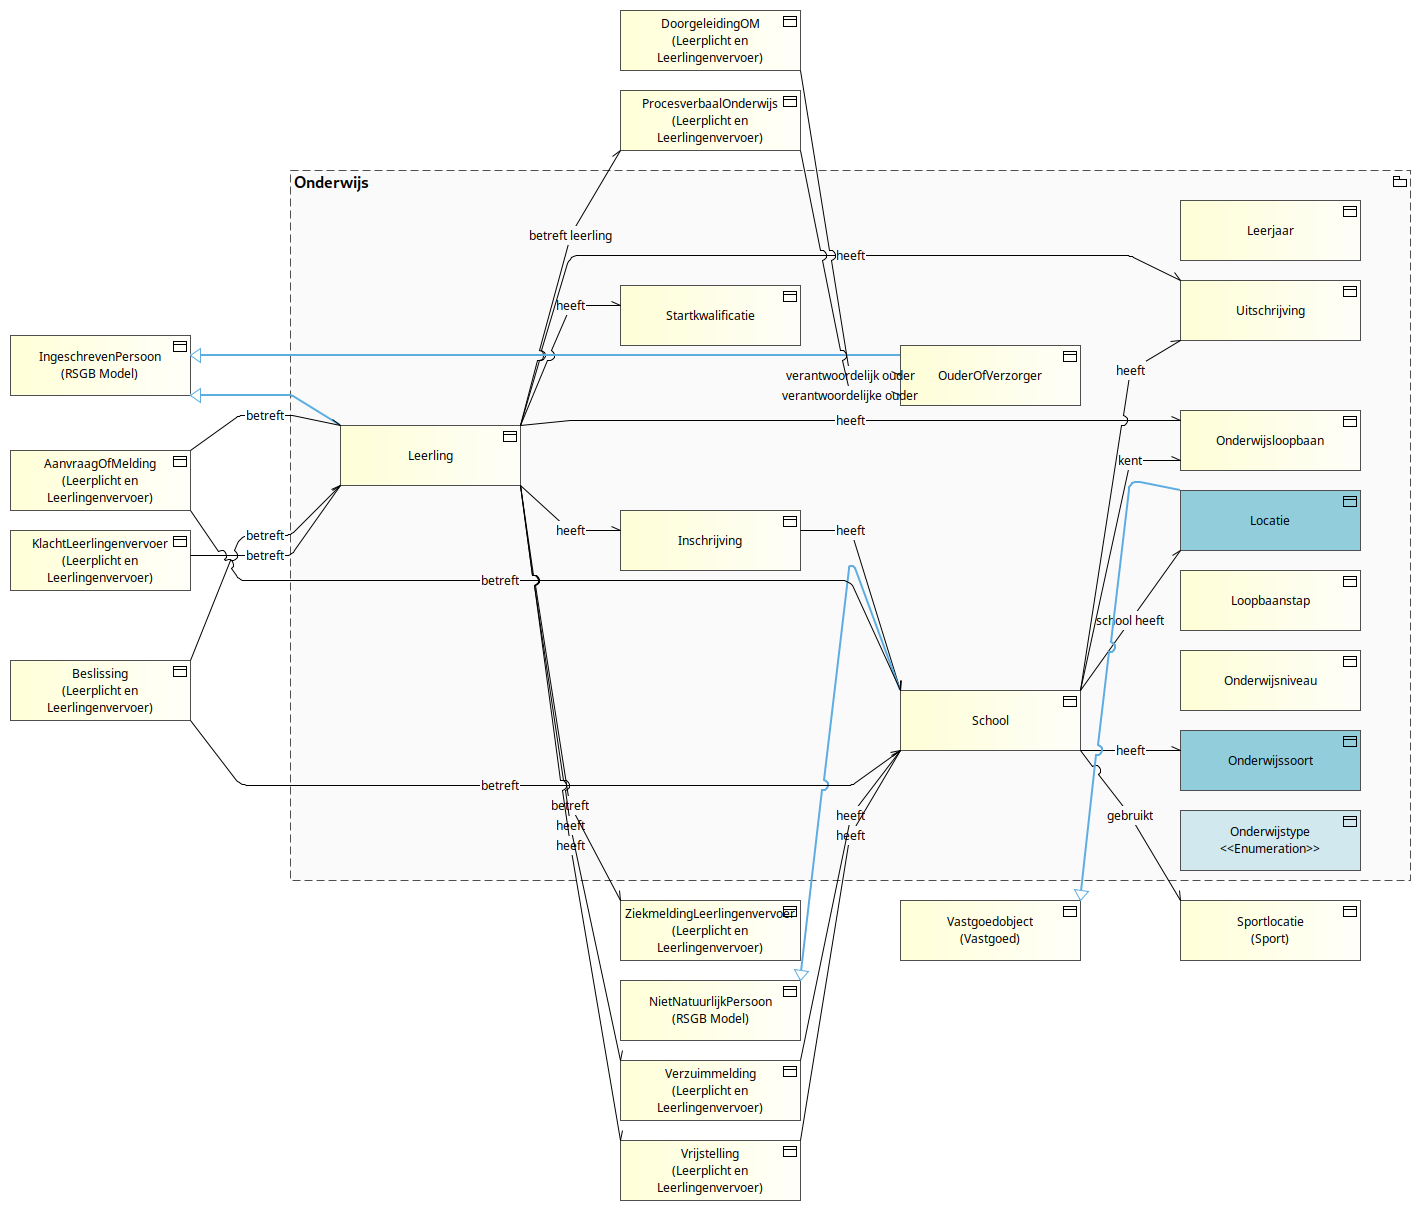 DoorgeleidingOM
(Leerplicht en
Leerlingenvervoer)
ProcesverbaalOnderwijs
(Leerplicht en
Leerlingenvervoer)
Onderwijs
Leerjaar
betreft leerling
heeft
Uitschrijving
heeft
Startkwalificatie
IngeschrevenPersoon
(RSGB Model)
verantwoordelijk ouder
OuderOfVerzorger
verantwoordelijke ouder
heeft
betreft
heeft
Onderwijsloopbaan
Leerling
kent
AanvraagOfMelding
(Leerplicht en
Leerlingenvervoer)
Locatie
KlachtLeerlingenvervoer
(Leerplicht en
Leerlingenvervoer)
betreft
betreft
heeft
Inschrijving
heeft
betreft
Loopbaanstap
school heeft
Beslissing
(Leerplicht en
Leerlingenvervoer)
Onderwijsniveau
School
heeft
Onderwijssoort
betreft
betreft
heeft
heeft
heeft
heeft
gebruikt
Onderwijstype
<<Enumeration>>
ZiekmeldingLeerlingenvervoer
(Leerplicht en
Leerlingenvervoer)
Vastgoedobject
(Vastgoed)
Sportlocatie
(Sport)
NietNatuurlijkPersoon
(RSGB Model)
Verzuimmelding
(Leerplicht en
Leerlingenvervoer)
Vrijstelling
(Leerplicht en
Leerlingenvervoer)